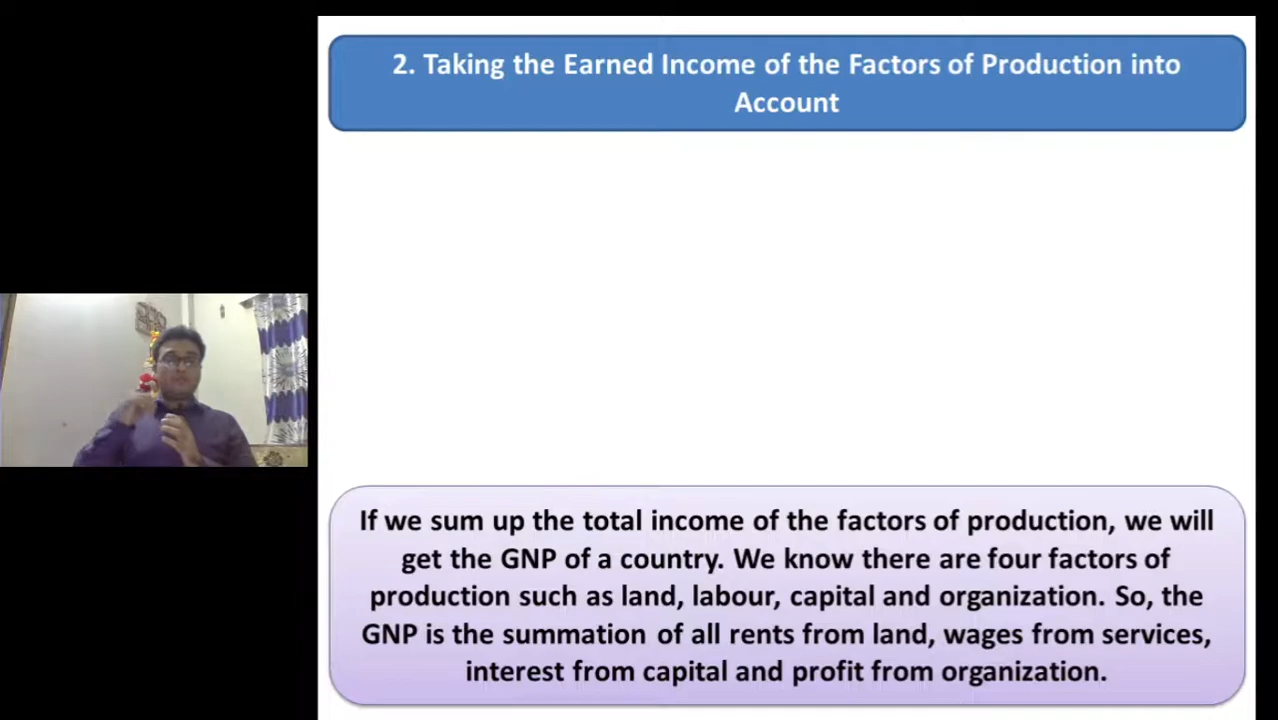 2. Taking the Earned Income of the Factors of Production into
Account
If we sum up the total income of the factors of production, we will
get the GNP of a country. We know there are four factors of
production such as land, labour, capital and organization. So, the
GNP is the summation of all rents from land, wages from services,
interest from capital and profit from organization.